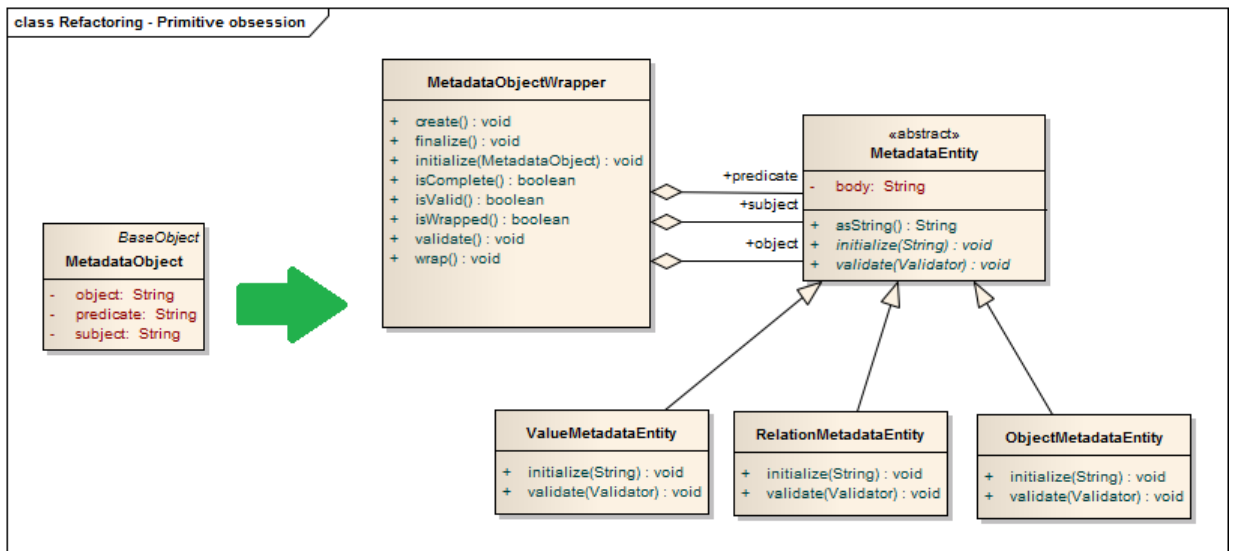 class Refactoring - Primitive obsession
BaseObject
MetadataObject
- object: String
- predicate: String
- subject: String
MetadataObjectWrapper
+ create() : void
+ finalize() : void
+ initialize(MetadataObject) : void
+ isComplete() : boolean
+ isValid() : boolean
+ isWrapped() : boolean
+ validate() : void
+ wrap() : void
+predicate
+subject
+object
«abstract»
MetadataEntity
- body: String
+ asString() : String
+ initialize(String) : void
+ validate(Validator) : void
ValueMetadataEntity
+ initialize(String) : void
+ validate(Validator) : void
RelationMetadataEntity
+ initialize(String) : void
+ validate(Validator) : void
ObjectMetadataEntity
+ initialize(String) : void
+ validate(Validator) : void